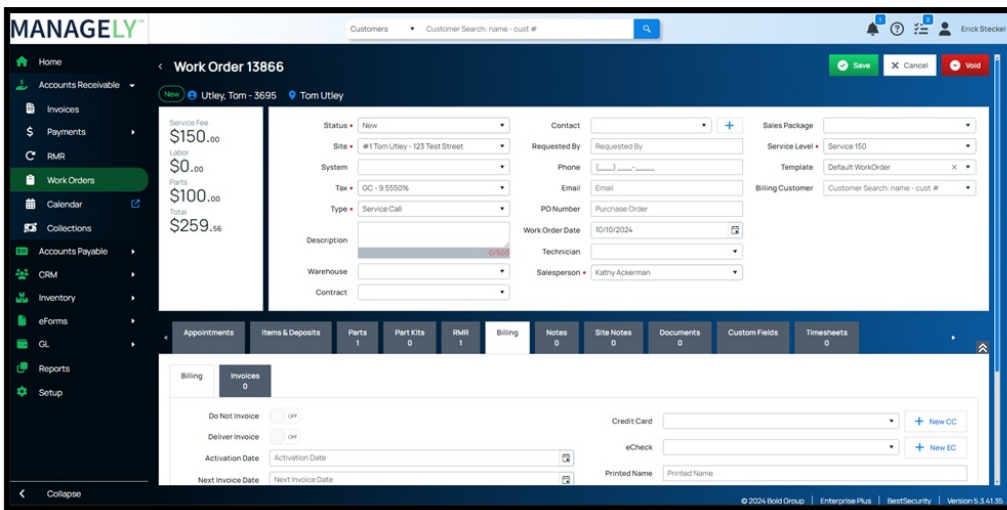 MANAGELY™
Customers
Customer Search: name - cust #
1
2
Erick Steckel
Home
Accounts Receivable
Invoices
Payments
RMR
Work Orders
Calendar
Collections
Accounts Payable
CRM
Inventory
eForms
GL
Reports
Setup
Collapse
Work Order 13866
Save
Cancel
Void
New
Utley, Tom - 3695
Tom Utley
Service Fee
$150.00
Labor
$0.00
Parts
$100.00
Total
$259.56
Status • New
Site • #1 Tom Utley - 123 Test Street
System
Tax • GC - 9.5550%
Type • Service Call
Description
0/500
Warehouse
Contract
Contact
Requested By Requested By
Phone (___) ___-____
Email Email
PO Number Purchase Order
Work Order Date 10/10/2024
Technician
Salesperson • Kathy Ackerman
Sales Package
Service Level • Service 150
Template Default WorkOrder
Billing Customer Customer Search: name - cust #
Appointments
Items & Deposits
Parts
1
Part Kits
0
RMR
1
Billing
Notes
0
Site Notes
0
Documents
0
Custom Fields
Timesheets
0
Billing
Invoices
0
Do Not Invoice OFF
Deliver Invoice OFF
Activation Date Activation Date
Next Invoice Date Next Invoice Date
Credit Card
+ New CC
eCheck
+ New EC
Printed Name Printed Name
© 2024 Bold Group | Enterprise Plus | BestSecurity | Version 5.3.41.35